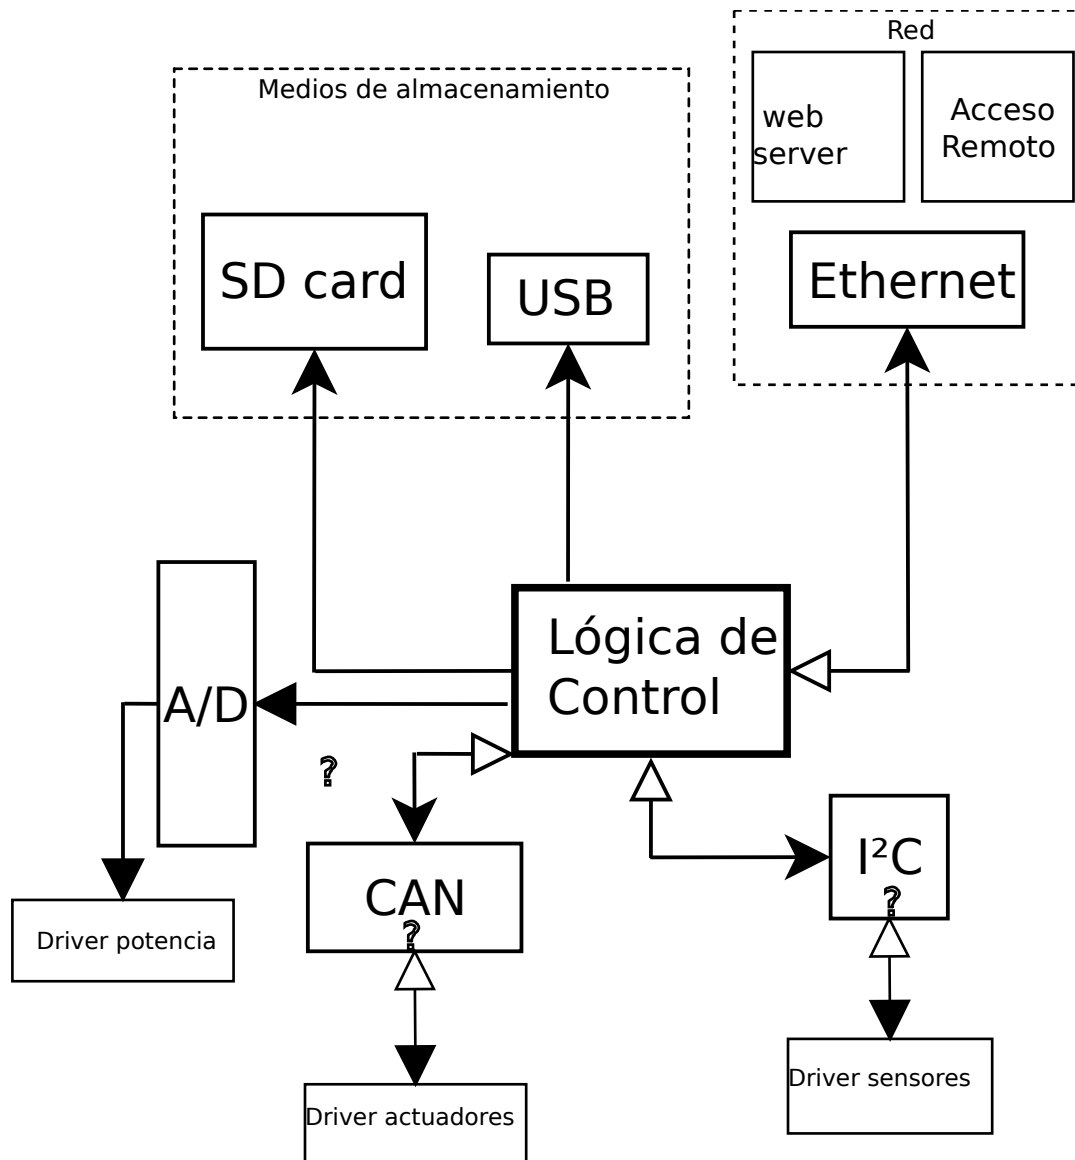 Red
Medios de almacenamiento
web
server
Acceso
Remoto
SD card
USB
Ethernet
Lógica de
Control
A/D
?
I²C
?
CAN
?
Driver potencia
Driver sensores
Driver actuadores